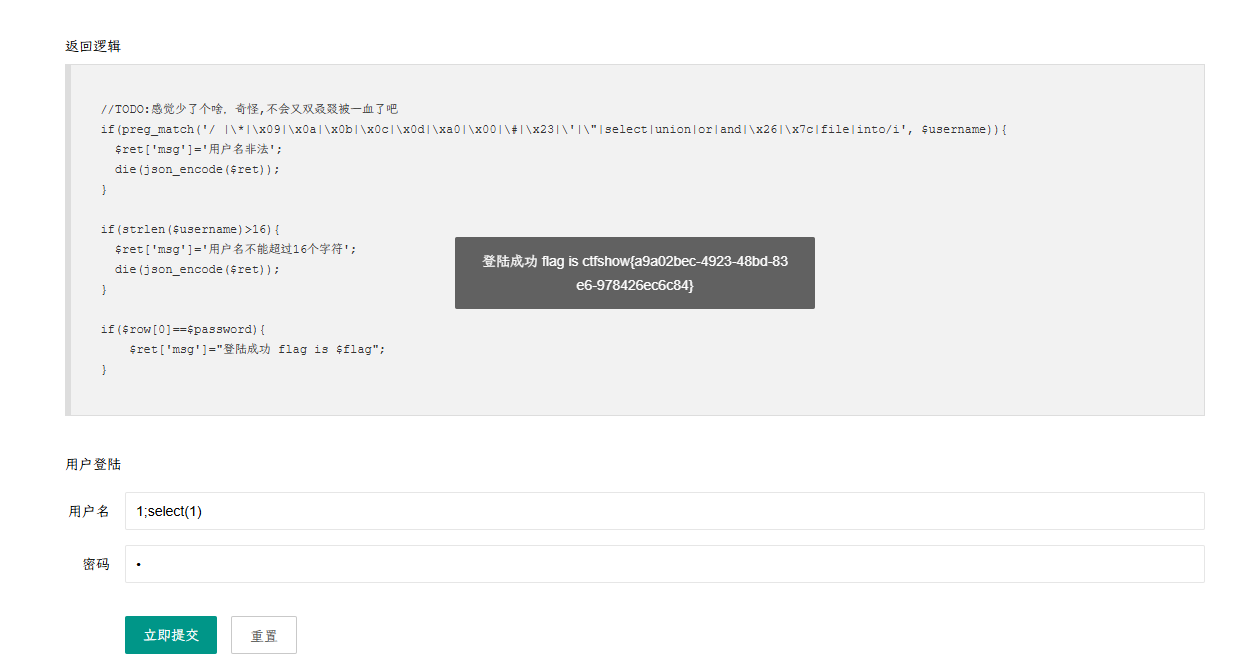 返回逻辑
//TODO:感觉少了个啥，奇怪,不会又双叒叕被一血了吧
if(preg_match('/ |\*|\x09|\x0a|\x0b|\x0c|\x0d|\xa0|\x00|\#|\x23|\'|\"|select|union|or|and|\x26|\x7c|file|into/i', $username)){
$ret['msg']='用户名非法';
die(json_encode($ret));
}
if(strlen($username)>16){
$ret['msg']='用户名不能超过16个字符';
die(json_encode($ret));
}
if($row[0]==$password){
$ret['msg']="登陆成功 flag is $flag";
}
登陆成功 flag is ctfshow{a9a02bec-4923-48bd-83
e6-978426ec6c84}
用户登陆
用户名 1;select(1)
密码 •
立即提交 重置